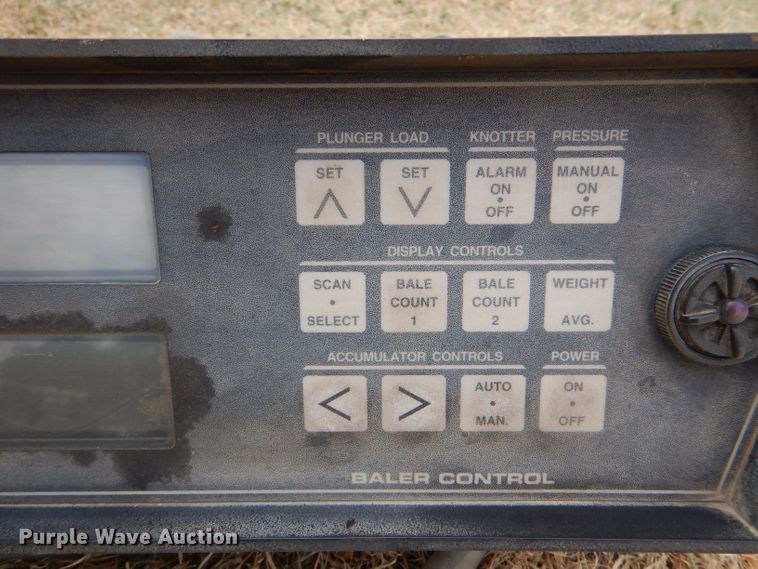 PLUNGER LOAD KNOTTER PRESSURE
SET SET ALARM MANUAL
ON ON
OFF OFF
DISPLAY CONTROLS
SCAN BALE BALE WEIGHT
COUNT COUNT
SELECT 1 2 AVG.
ACCUMULATOR CONTROLS POWER
< > AUTO ON
MAN. OFF
BALER CONTROL
Purple Wave Auction